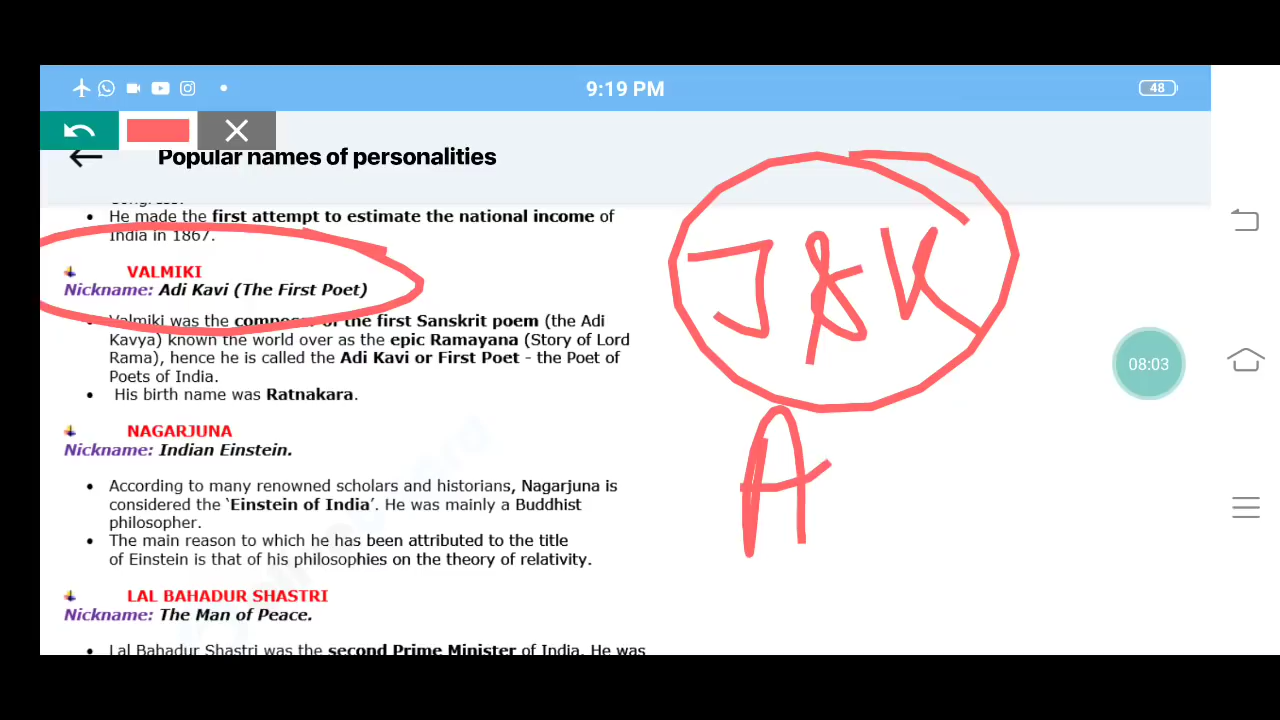 9:19 PM
48
Popular names of personalities
Congress.
He made the first attempt to estimate the national income of
India in 1867.
VALMIKI
Nickname: Adi Kavi (The First Poet)
Valmiki was the composer of the first Sanskrit poem (the Adi
Kavya) known the world over as the epic Ramayana (Story of Lord
Rama), hence he is called the Adi Kavi or First Poet - the Poet of
Poets of India.
His birth name was Ratnakara.
NAGARJUNA
Nickname: Indian Einstein.
According to many renowned scholars and historians, Nagarjuna is
considered the ‘Einstein of India’. He was mainly a Buddhist
philosopher.
The main reason to which he has been attributed to the title
of Einstein is that of his philosophies on the theory of relativity.
LAL BAHADUR SHASTRI
Nickname: The Man of Peace.
Lal Bahadur Shastri was the second Prime Minister of India. He was
J & K
A
08:03